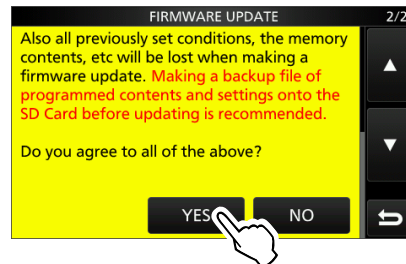 FIRMWARE UPDATE 2/2
Also all previously set conditions, the memory
contents, etc will be lost when making a
firmware update. Making a backup file of
programmed contents and settings onto the
SD Card before updating is recommended.
Do you agree to all of the above?
YES NO